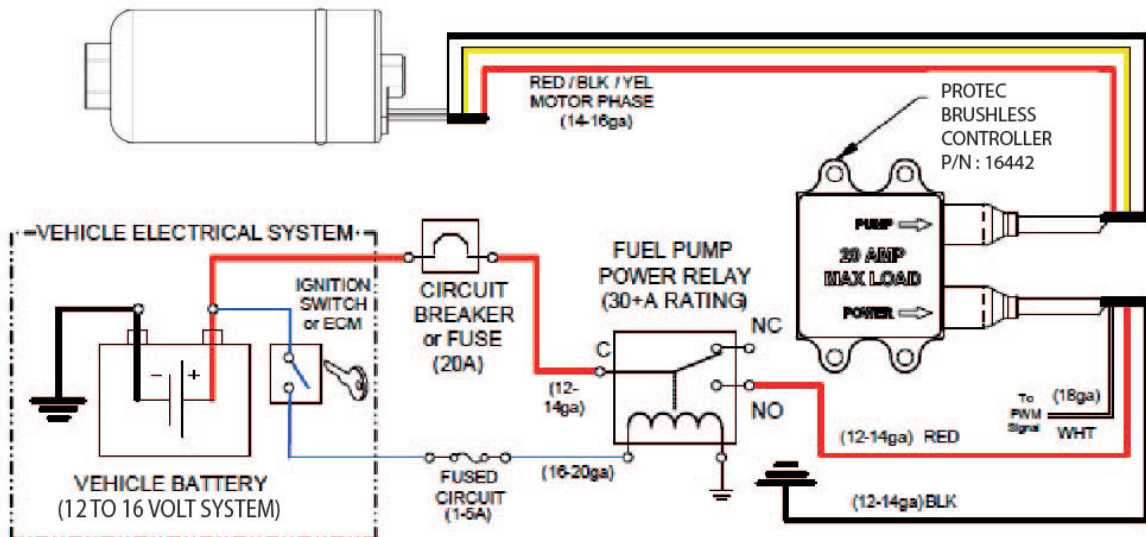 RED / BLK / YEL
MOTOR PHASE
(14-16ga)
PROTEC
BRUSHLESS
CONTROLLER
P/N : 16442
PUMP
20 AMP
MAX LOAD
POWER
VEHICLE ELECTRICAL SYSTEM
IGNITION
SWITCH
or ECM
- +
VEHICLE BATTERY
(12 TO 16 VOLT SYSTEM)
CIRCUIT
BREAKER
or FUSE
(20A)
FUEL PUMP
POWER RELAY
(30+A RATING)
NC
C
NO
(12-
14ga)
(16-20ga)
FUSED
CIRCUIT
(1-5A)
To
PWM
Signal
(18ga)
WHT
(12-14ga) RED
(12-14ga) BLK